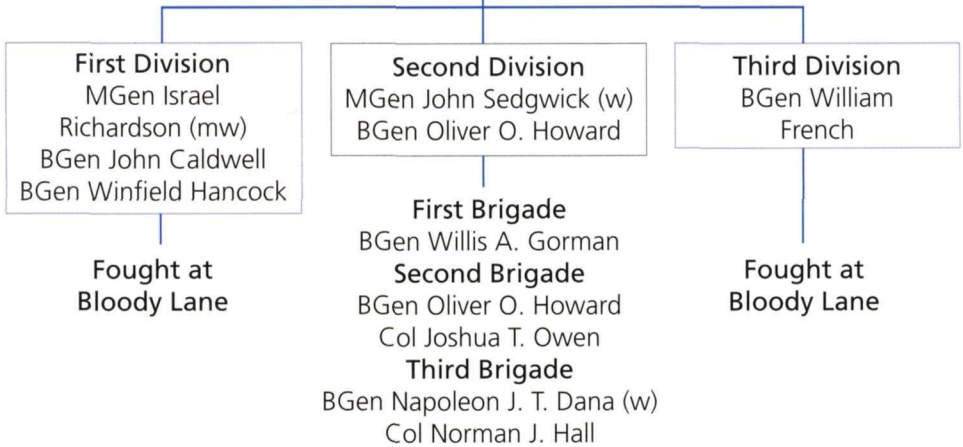 First Division
MGen Israel
Richardson (mw)
BGen John Caldwell
BGen Winfield Hancock
Fought at
Bloody Lane
Second Division
MGen John Sedgwick (w)
BGen Oliver O. Howard
First Brigade
BGen Willis A. Gorman
Second Brigade
BGen Oliver O. Howard
Col Joshua T. Owen
Third Brigade
BGen Napoleon J. T. Dana (w)
Col Norman J. Hall
Third Division
BGen William
French
Fought at
Bloody Lane